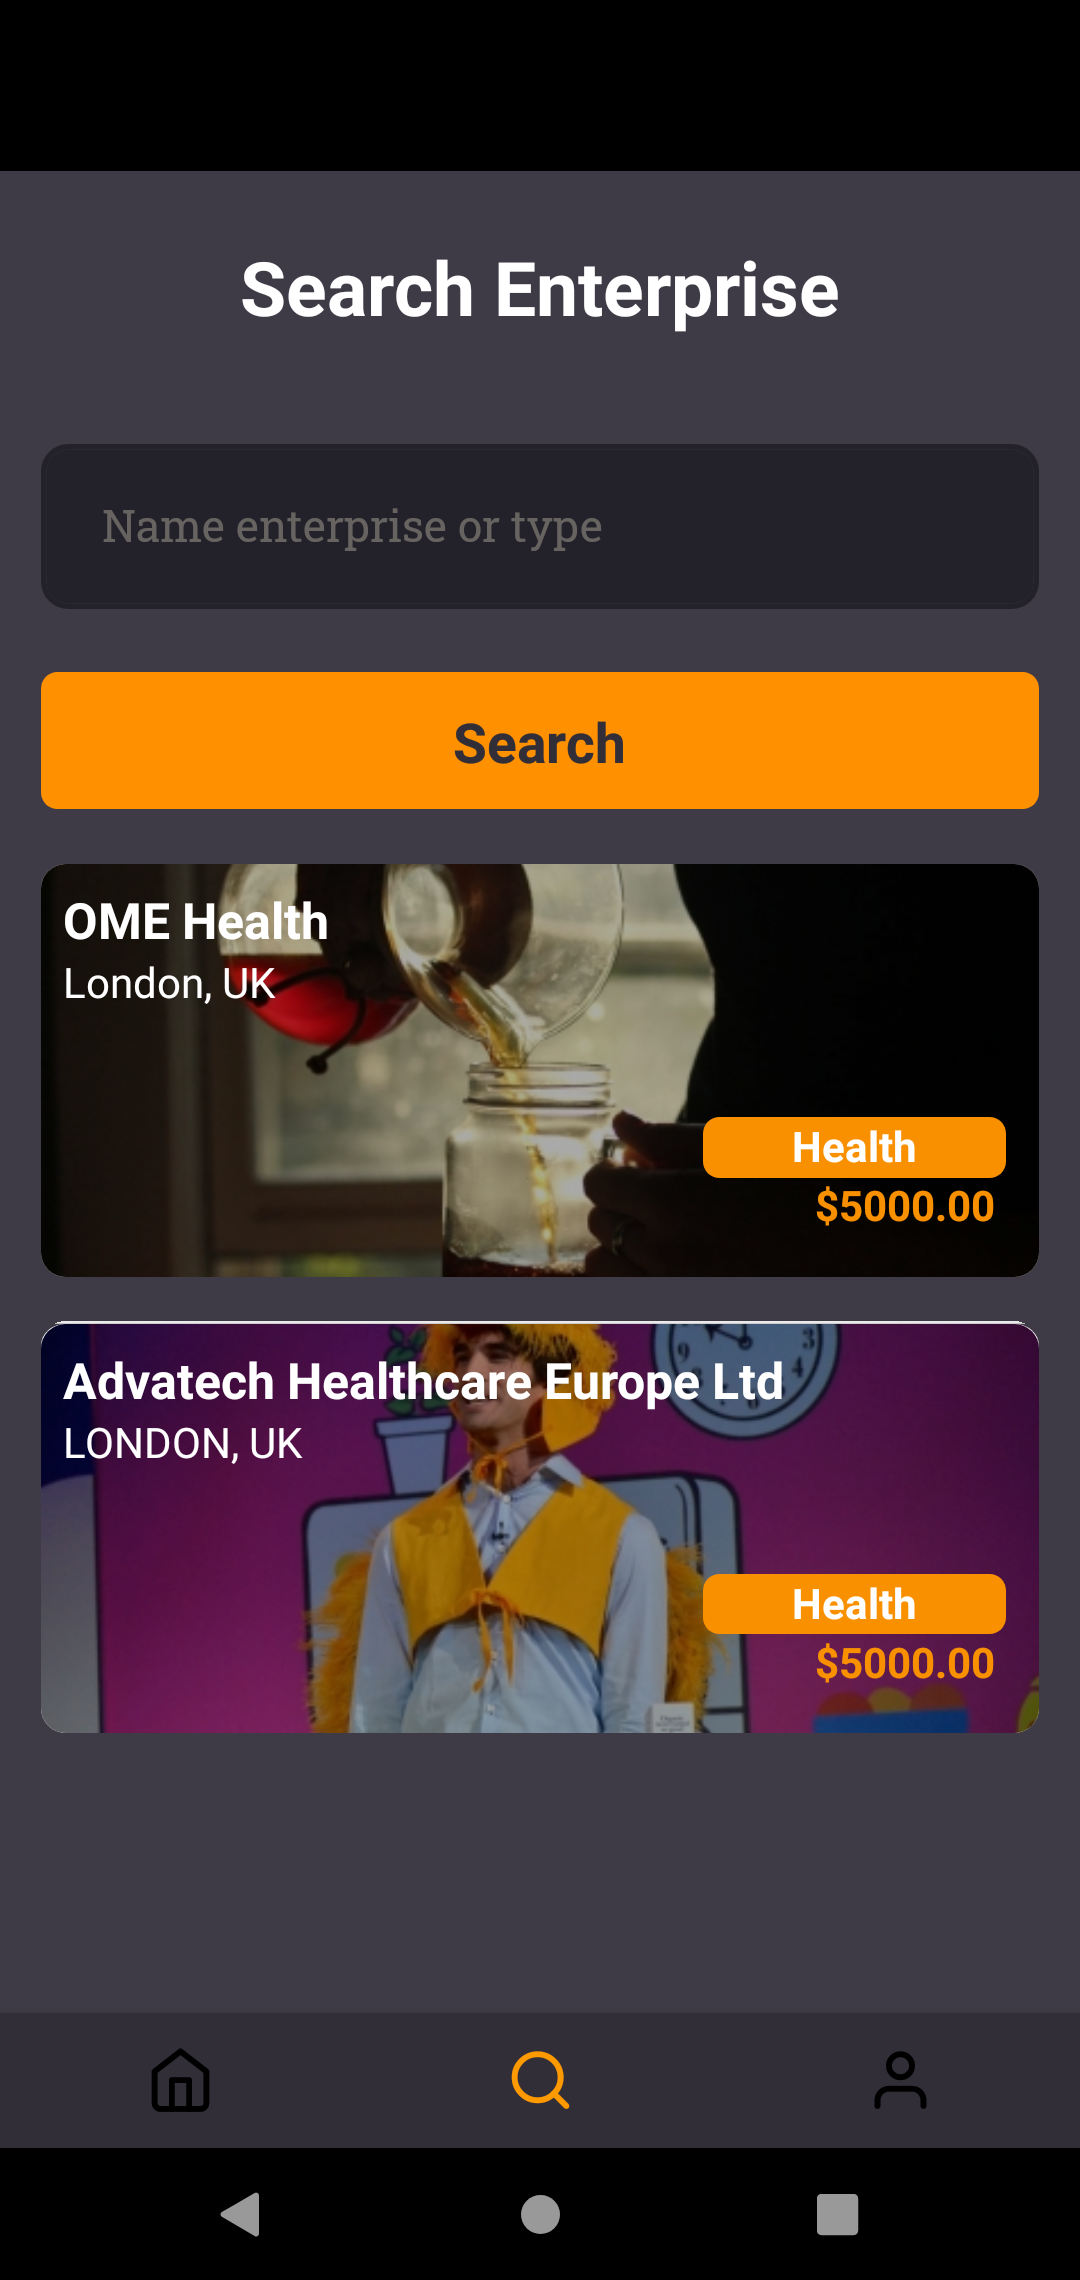 Search Enterprise
Name enterprise or type
Search
OME Health
London, UK
Health
$5000.00
Advatech Healthcare Europe Ltd
LONDON, UK
Health
$5000.00